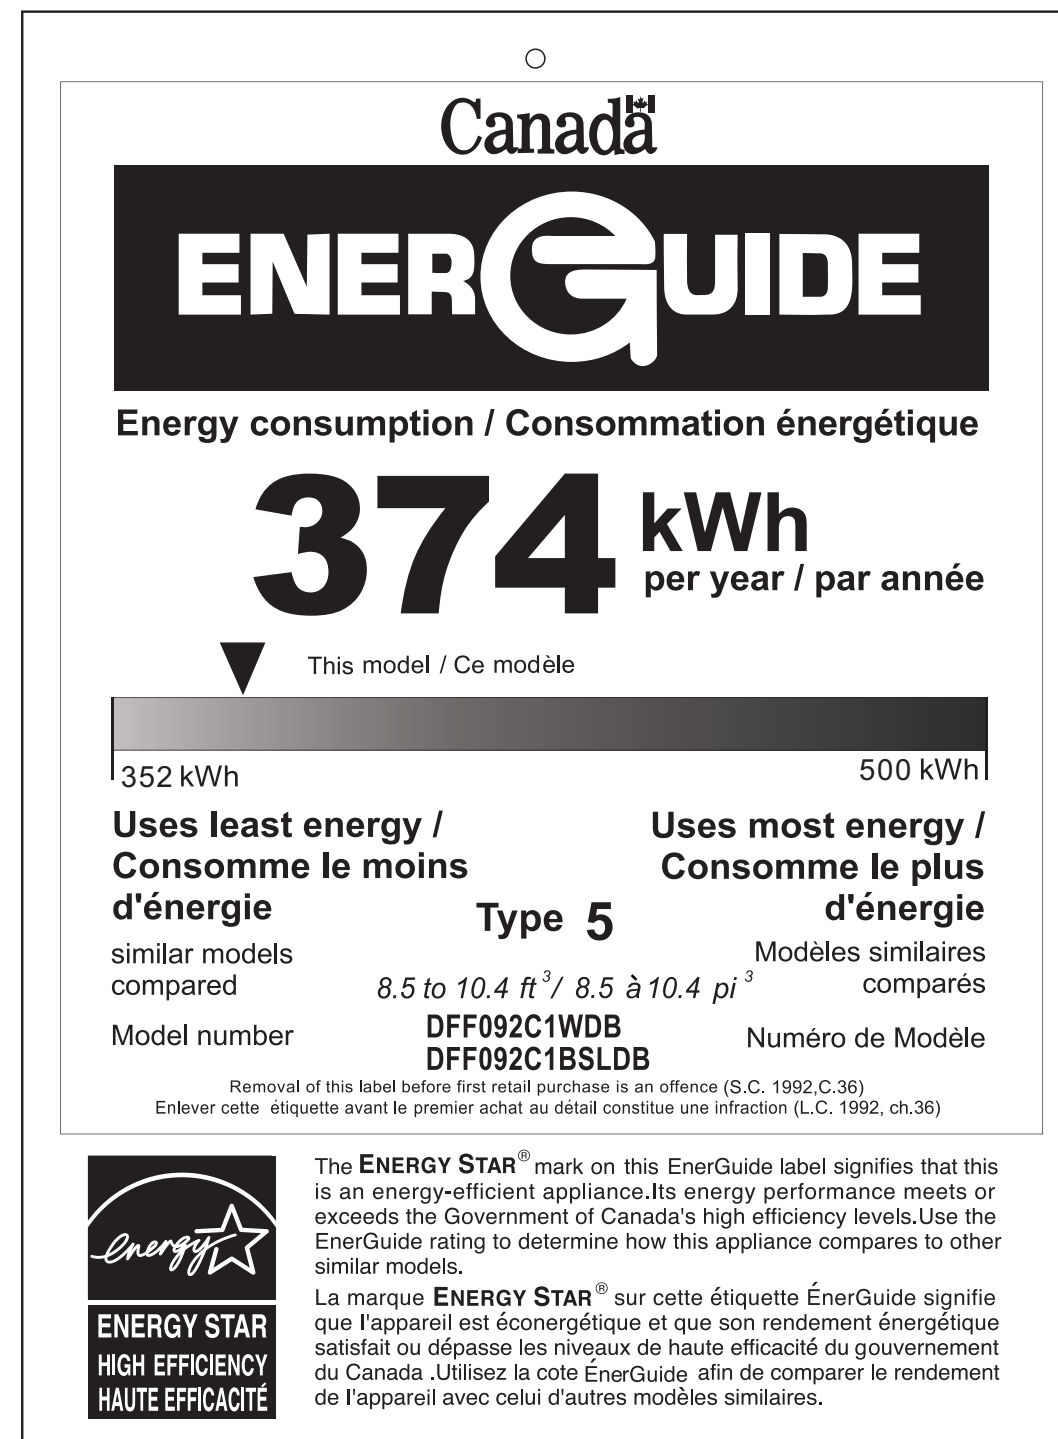 Canada
ENERGUIDE
Energy consumption / Consommation énergétique
374 kWh
per year / par année
This model / Ce modèle
352 kWh
500 kWh
Uses least energy /
Consomme le moins
d'énergie
Uses most energy /
Consomme le plus
d'énergie
Type 5
similar models
compared
Modèles similaires
comparés
8.5 to 10.4 ft³/ 8.5 à 10.4 pi³
Model number
DFF092C1WDB
DFF092C1BSLDB
Numéro de Modèle
Removal of this label before first retail purchase is an offence (S.C. 1992,C.36)
Enlever cette étiquette avant le premier achat au détail constitue une infraction (L.C. 1992, ch.36)
energy
ENERGY STAR
HIGH EFFICIENCY
HAUTE EFFICACITÉ
The ENERGY STAR® mark on this EnerGuide label signifies that this
is an energy-efficient appliance.Its energy performance meets or
exceeds the Government of Canada's high efficiency levels.Use the
EnerGuide rating to determine how this appliance compares to other
similar models.
La marque ENERGY STAR® sur cette étiquette ÉnerGuide signifie
que l'appareil est éconergétique et que son rendement énergétique
satisfait ou dépasse les niveaux de haute efficacité du gouvernement
du Canada .Utilisez la cote ÉnerGuide afin de comparer le rendement
de l'appareil avec celui d'autres modèles similaires.